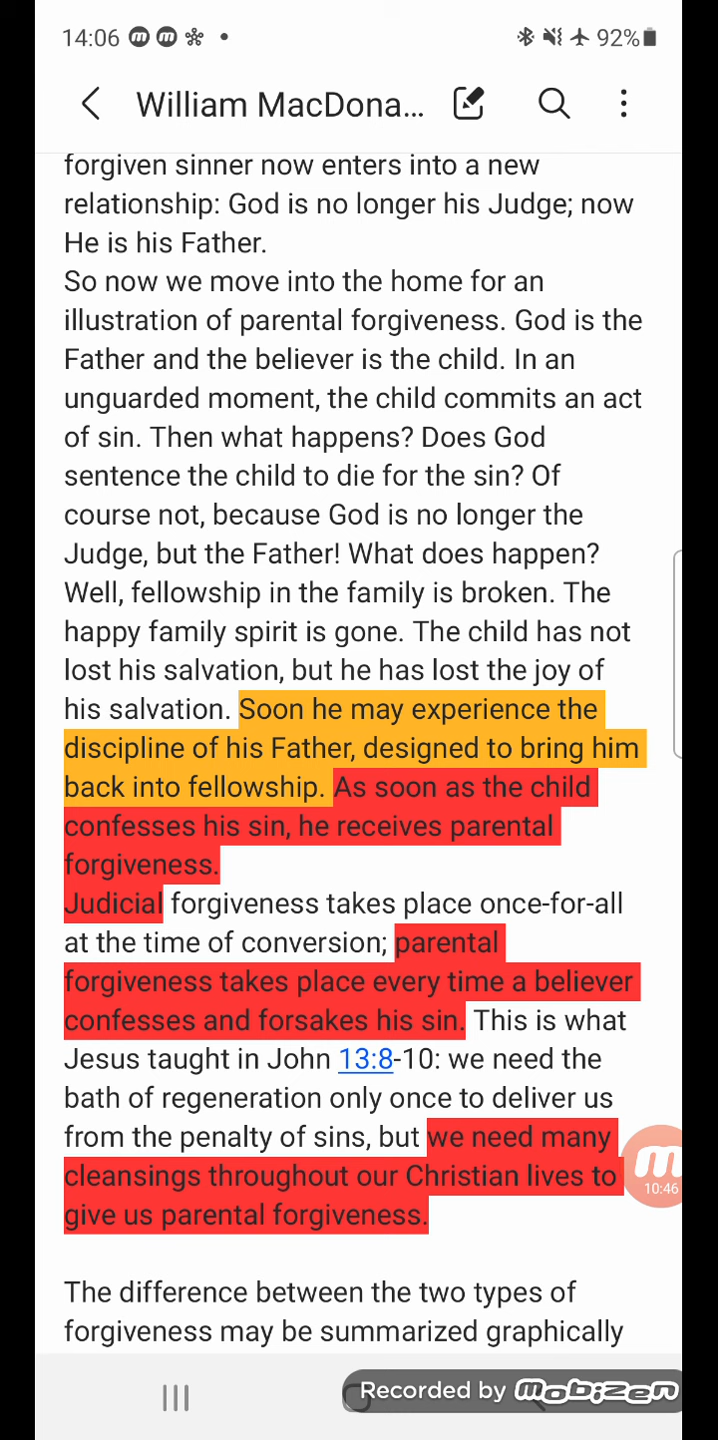 14:06
92%
William MacDona...
forgiven sinner now enters into a new
relationship: God is no longer his Judge; now
He is his Father.
So now we move into the home for an
illustration of parental forgiveness. God is the
Father and the believer is the child. In an
unguarded moment, the child commits an act
of sin. Then what happens? Does God
sentence the child to die for the sin? Of
course not, because God is no longer the
Judge, but the Father! What does happen?
Well, fellowship in the family is broken. The
happy family spirit is gone. The child has not
lost his salvation, but he has lost the joy of
his salvation. Soon he may experience the
discipline of his Father, designed to bring him
back into fellowship. As soon as the child
confesses his sin, he receives parental
forgiveness.
Judicial forgiveness takes place once-for-all
at the time of conversion; parental
forgiveness takes place every time a believer
confesses and forsakes his sin. This is what
Jesus taught in John 13:8-10: we need the
bath of regeneration only once to deliver us
from the penalty of sins, but we need many
cleansings throughout our Christian lives to
give us parental forgiveness.
m
10:46
The difference between the two types of
forgiveness may be summarized graphically
Recorded by mobizen